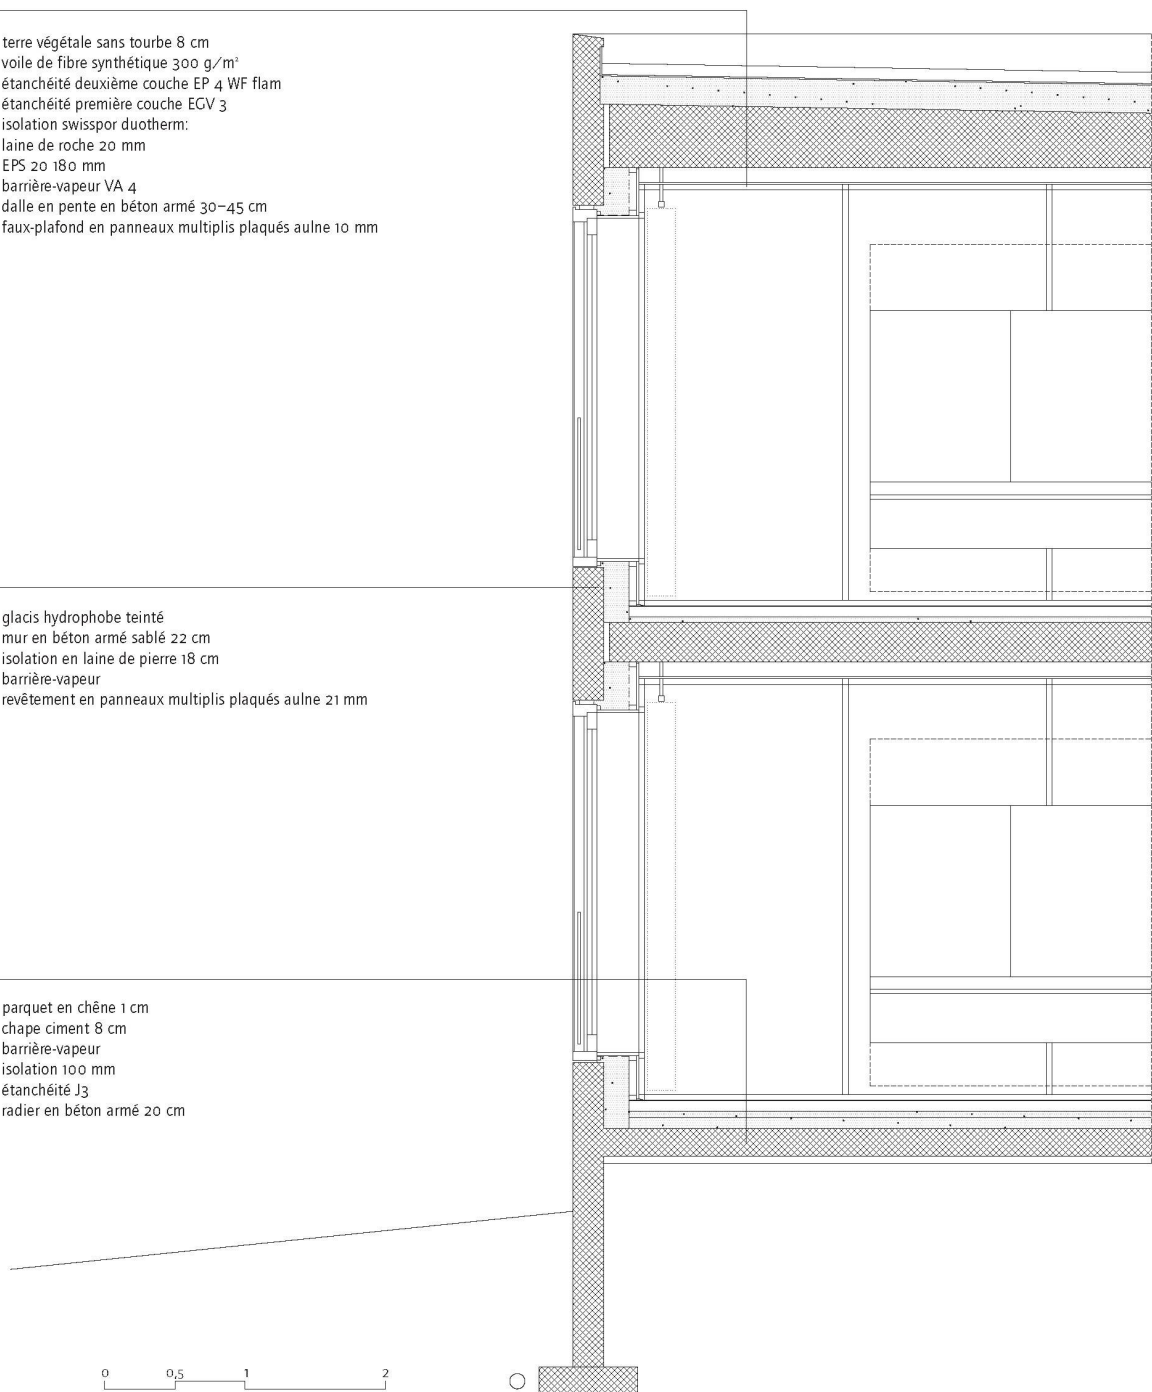 terre végétale sans tourbe 8 cm
voile de fibre synthétique 300 g/m²
étanchéité deuxième couche EP 4 WF flam
étanchéité première couche EGV 3
isolation swisspor duotherm:
laine de roche 20 mm
EPS 20 180 mm
barrière-vapeur VA 4
dalle en pente en béton armé 30–45 cm
faux-plafond en panneaux multiplis plaqués aulne 10 mm
glacis hydrophobe teinté
mur en béton armé sablé 22 cm
isolation en laine de pierre 18 cm
barrière-vapeur
revêtement en panneaux multiplis plaqués aulne 21 mm
parquet en chêne 1 cm
chape ciment 8 cm
barrière-vapeur
isolation 100 mm
étanchéité J3
radier en béton armé 20 cm
0 0,5 1 2